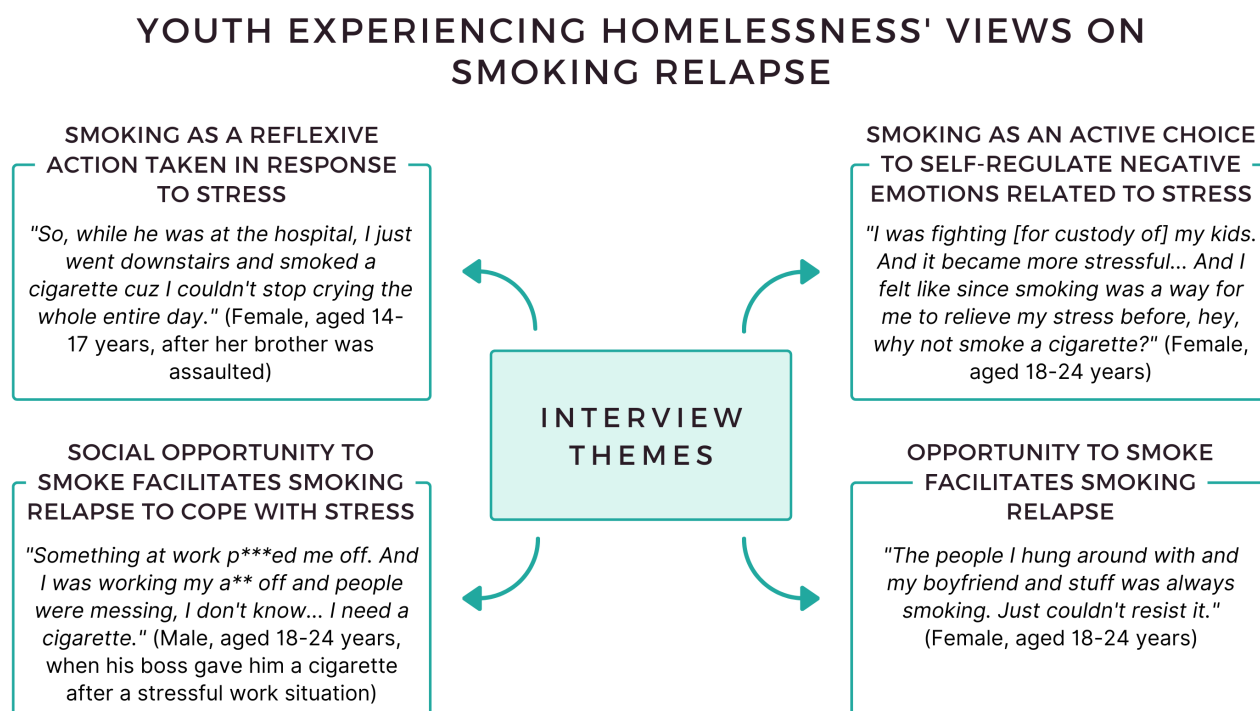 YOUTH EXPERIENCING HOMELESSNESS' VIEWS ON
SMOKING RELAPSE
SMOKING AS A REFLEXIVE
ACTION TAKEN IN RESPONSE
TO STRESS
"So, while he was at the hospital, I just
went downstairs and smoked a
cigarette cuz I couldn't stop crying the
whole entire day." (Female, aged 14-
17 years, after her brother was
assaulted)
SMOKING AS AN ACTIVE CHOICE
TO SELF-REGULATE NEGATIVE
EMOTIONS RELATED TO STRESS
"I was fighting [for custody of] my kids.
And it became more stressful... And I
felt like since smoking was a way for
me to relieve my stress before, hey,
why not smoke a cigarette?" (Female,
aged 18-24 years)
INTERVIEW
THEMES
SOCIAL OPPORTUNITY TO
SMOKE FACILITATES SMOKING
RELAPSE TO COPE WITH STRESS
"Something at work p***ed me off. And
I was working my a** off and people
were messing, I don't know... I need a
cigarette." (Male, aged 18-24 years,
when his boss gave him a cigarette
after a stressful work situation)
OPPORTUNITY TO SMOKE
FACILITATES SMOKING
RELAPSE
"The people I hung around with and
my boyfriend and stuff was always
smoking. Just couldn't resist it."
(Female, aged 18-24 years)